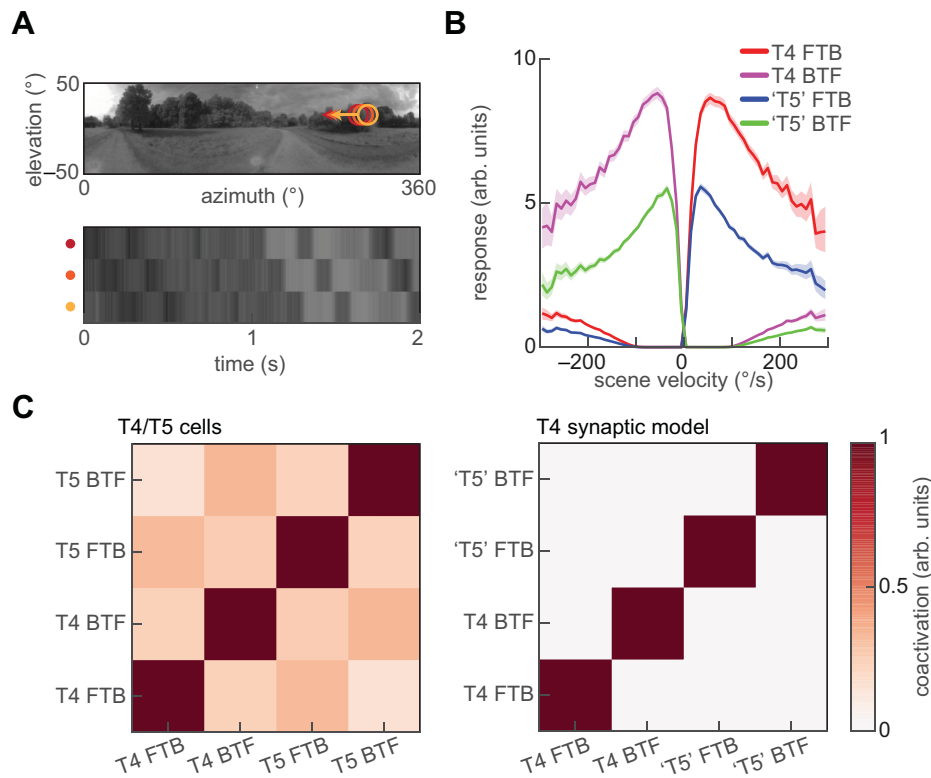 A
50
elevation (°)
−50
0
azimuth (°)
360
0
1
2
time (s)
B
10
response (arb. units)
5
0
−200
0
200
scene velocity (°/s)
T4 FTB
T4 BTF
‘T5’ FTB
‘T5’ BTF
C
T4/T5 cells
T5 BTF
T5 FTB
T4 BTF
T4 FTB
T4 FTB
T4 BTF
T5 FTB
T5 BTF
T4 synaptic model
‘T5’ BTF
‘T5’ FTB
T4 BTF
T4 FTB
T4 FTB
T4 BTF
‘T5’ FTB
‘T5’ BTF
1
0.5
0
coactivation (arb. units)